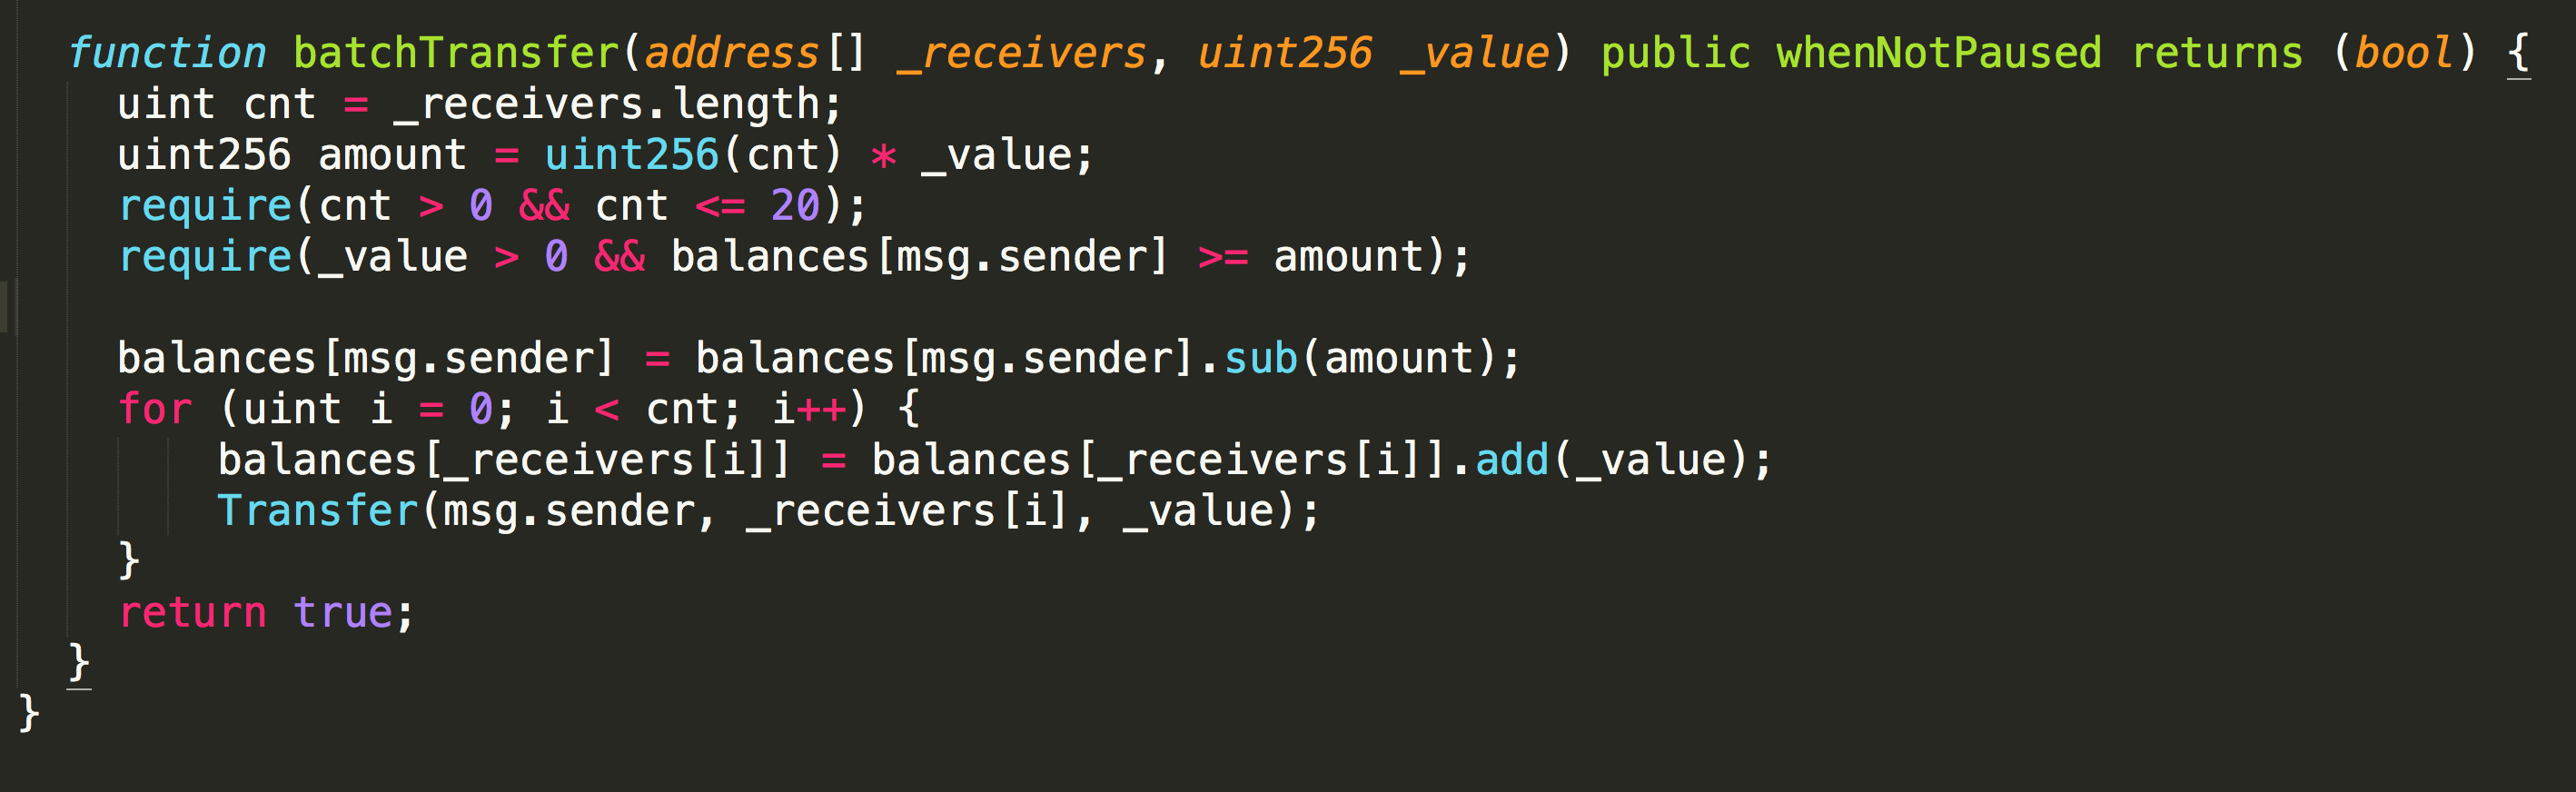 function batchTransfer(address[] _receivers, uint256 _value) public whenNotPaused returns (bool) {
uint cnt = _receivers.length;
uint256 amount = uint256(cnt) * _value;
require(cnt > 0 && cnt <= 20);
require(_value > 0 && balances[msg.sender] >= amount);
balances[msg.sender] = balances[msg.sender].sub(amount);
for (uint i = 0; i < cnt; i++) {
balances[_receivers[i]] = balances[_receivers[i]].add(_value);
Transfer(msg.sender, _receivers[i], _value);
}
return true;
}
}